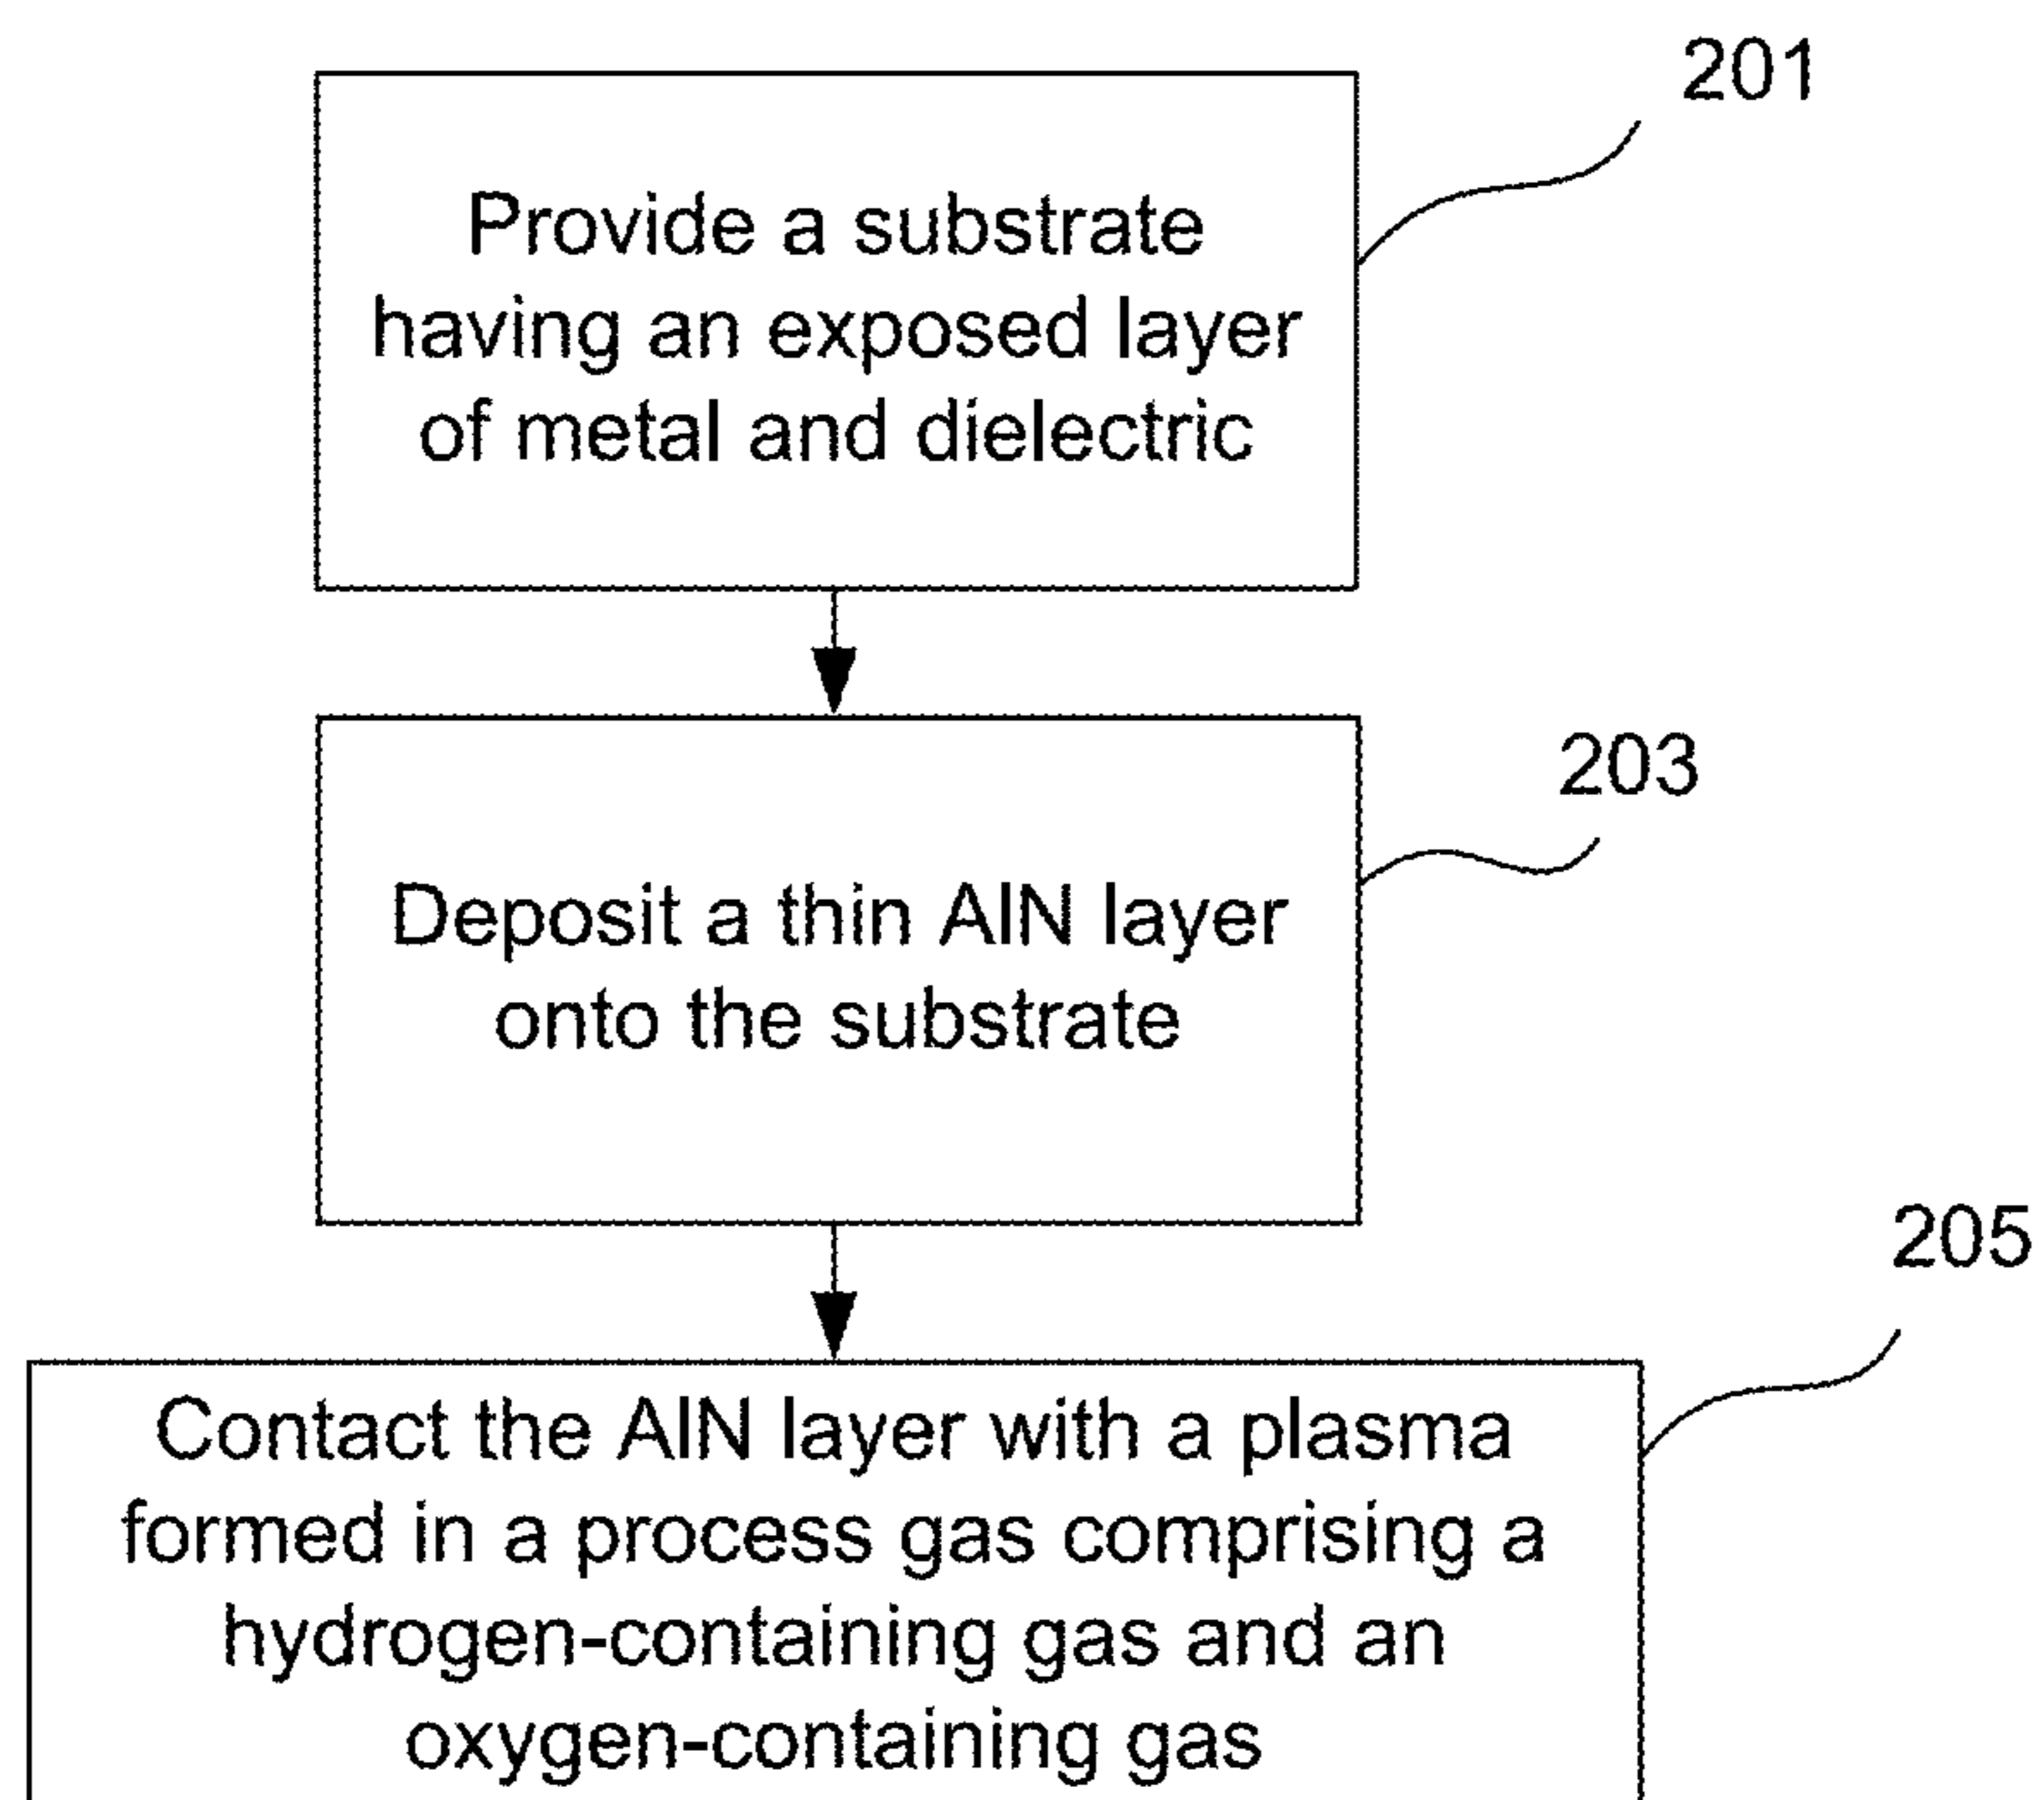 201
Provide a substrate
having an exposed layer
of metal and dielectric
203
Deposit a thin AlN layer
onto the substrate
205
Contact the AlN layer with a plasma
formed in a process gas comprising a
hydrogen-containing gas and an
oxygen-containing gas